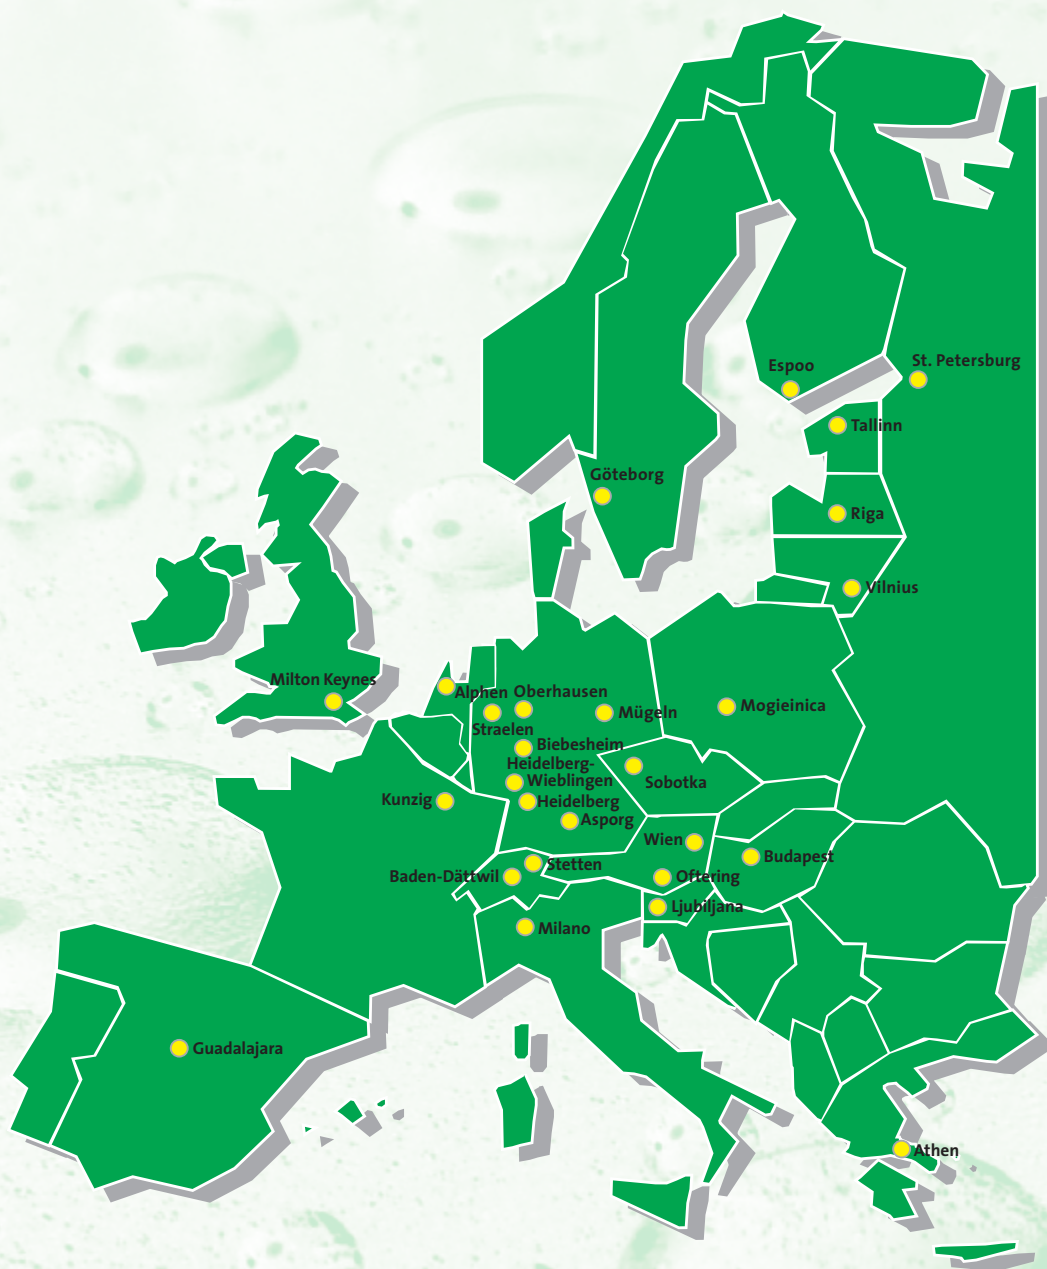 St. Petersburg
Espoo
Tallinn
Göteborg
Riga
Vilnius
Milton Keynes
Alphen
Oberhausen
Mogieinica
Mügeln
Straelen
Biebesheim
Heidelberg-
Wieblingen
Sobotka
Kunzig
Heidelberg
Asporg
Wien
Budapest
Stetten
Baden-Dättwil
Oftering
Ljubiljana
Milano
Guadalajara
Athen